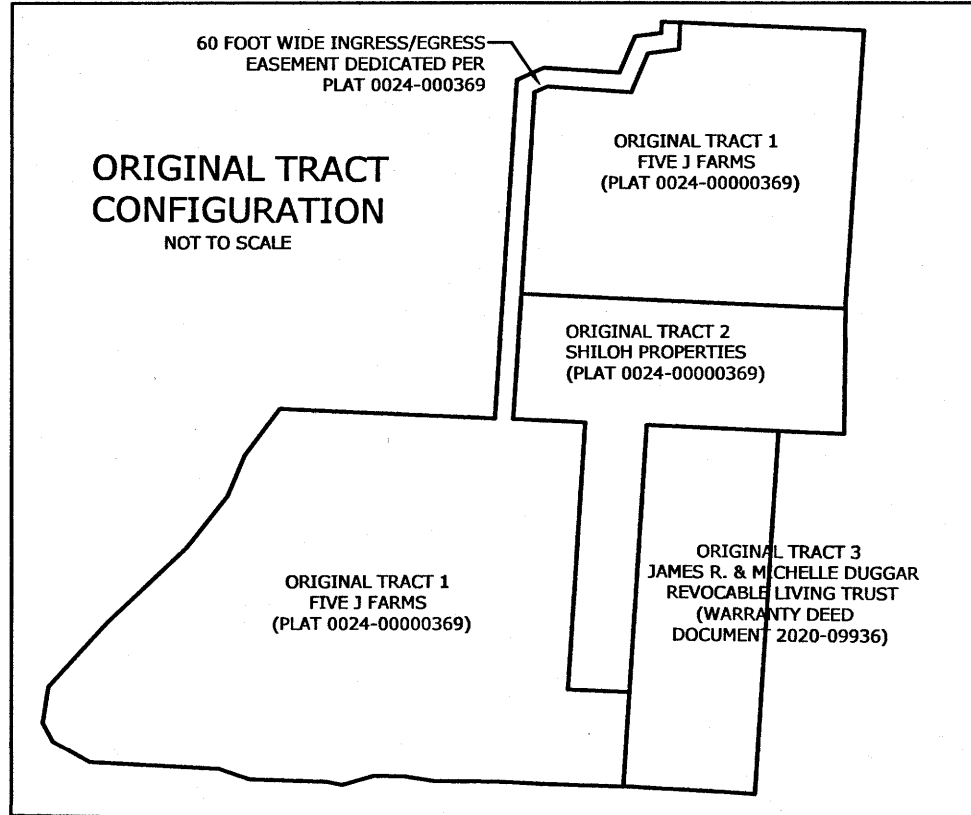 60 FOOT WIDE INGRESS/EGRESS
EASEMENT DEDICATED PER
PLAT 0024-000369
ORIGINAL TRACT
CONFIGURATION
NOT TO SCALE
ORIGINAL TRACT 1
FIVE J FARMS
(PLAT 0024-00000369)
ORIGINAL TRACT 2
SHILOH PROPERTIES
(PLAT 0024-00000369)
ORIGINAL TRACT 1
FIVE J FARMS
(PLAT 0024-00000369)
ORIGINAL TRACT 3
JAMES R. & MICHELLE DUGGAR
REVOCABLE LIVING TRUST
(WARRANTY DEED
DOCUMENT 2020-09936)